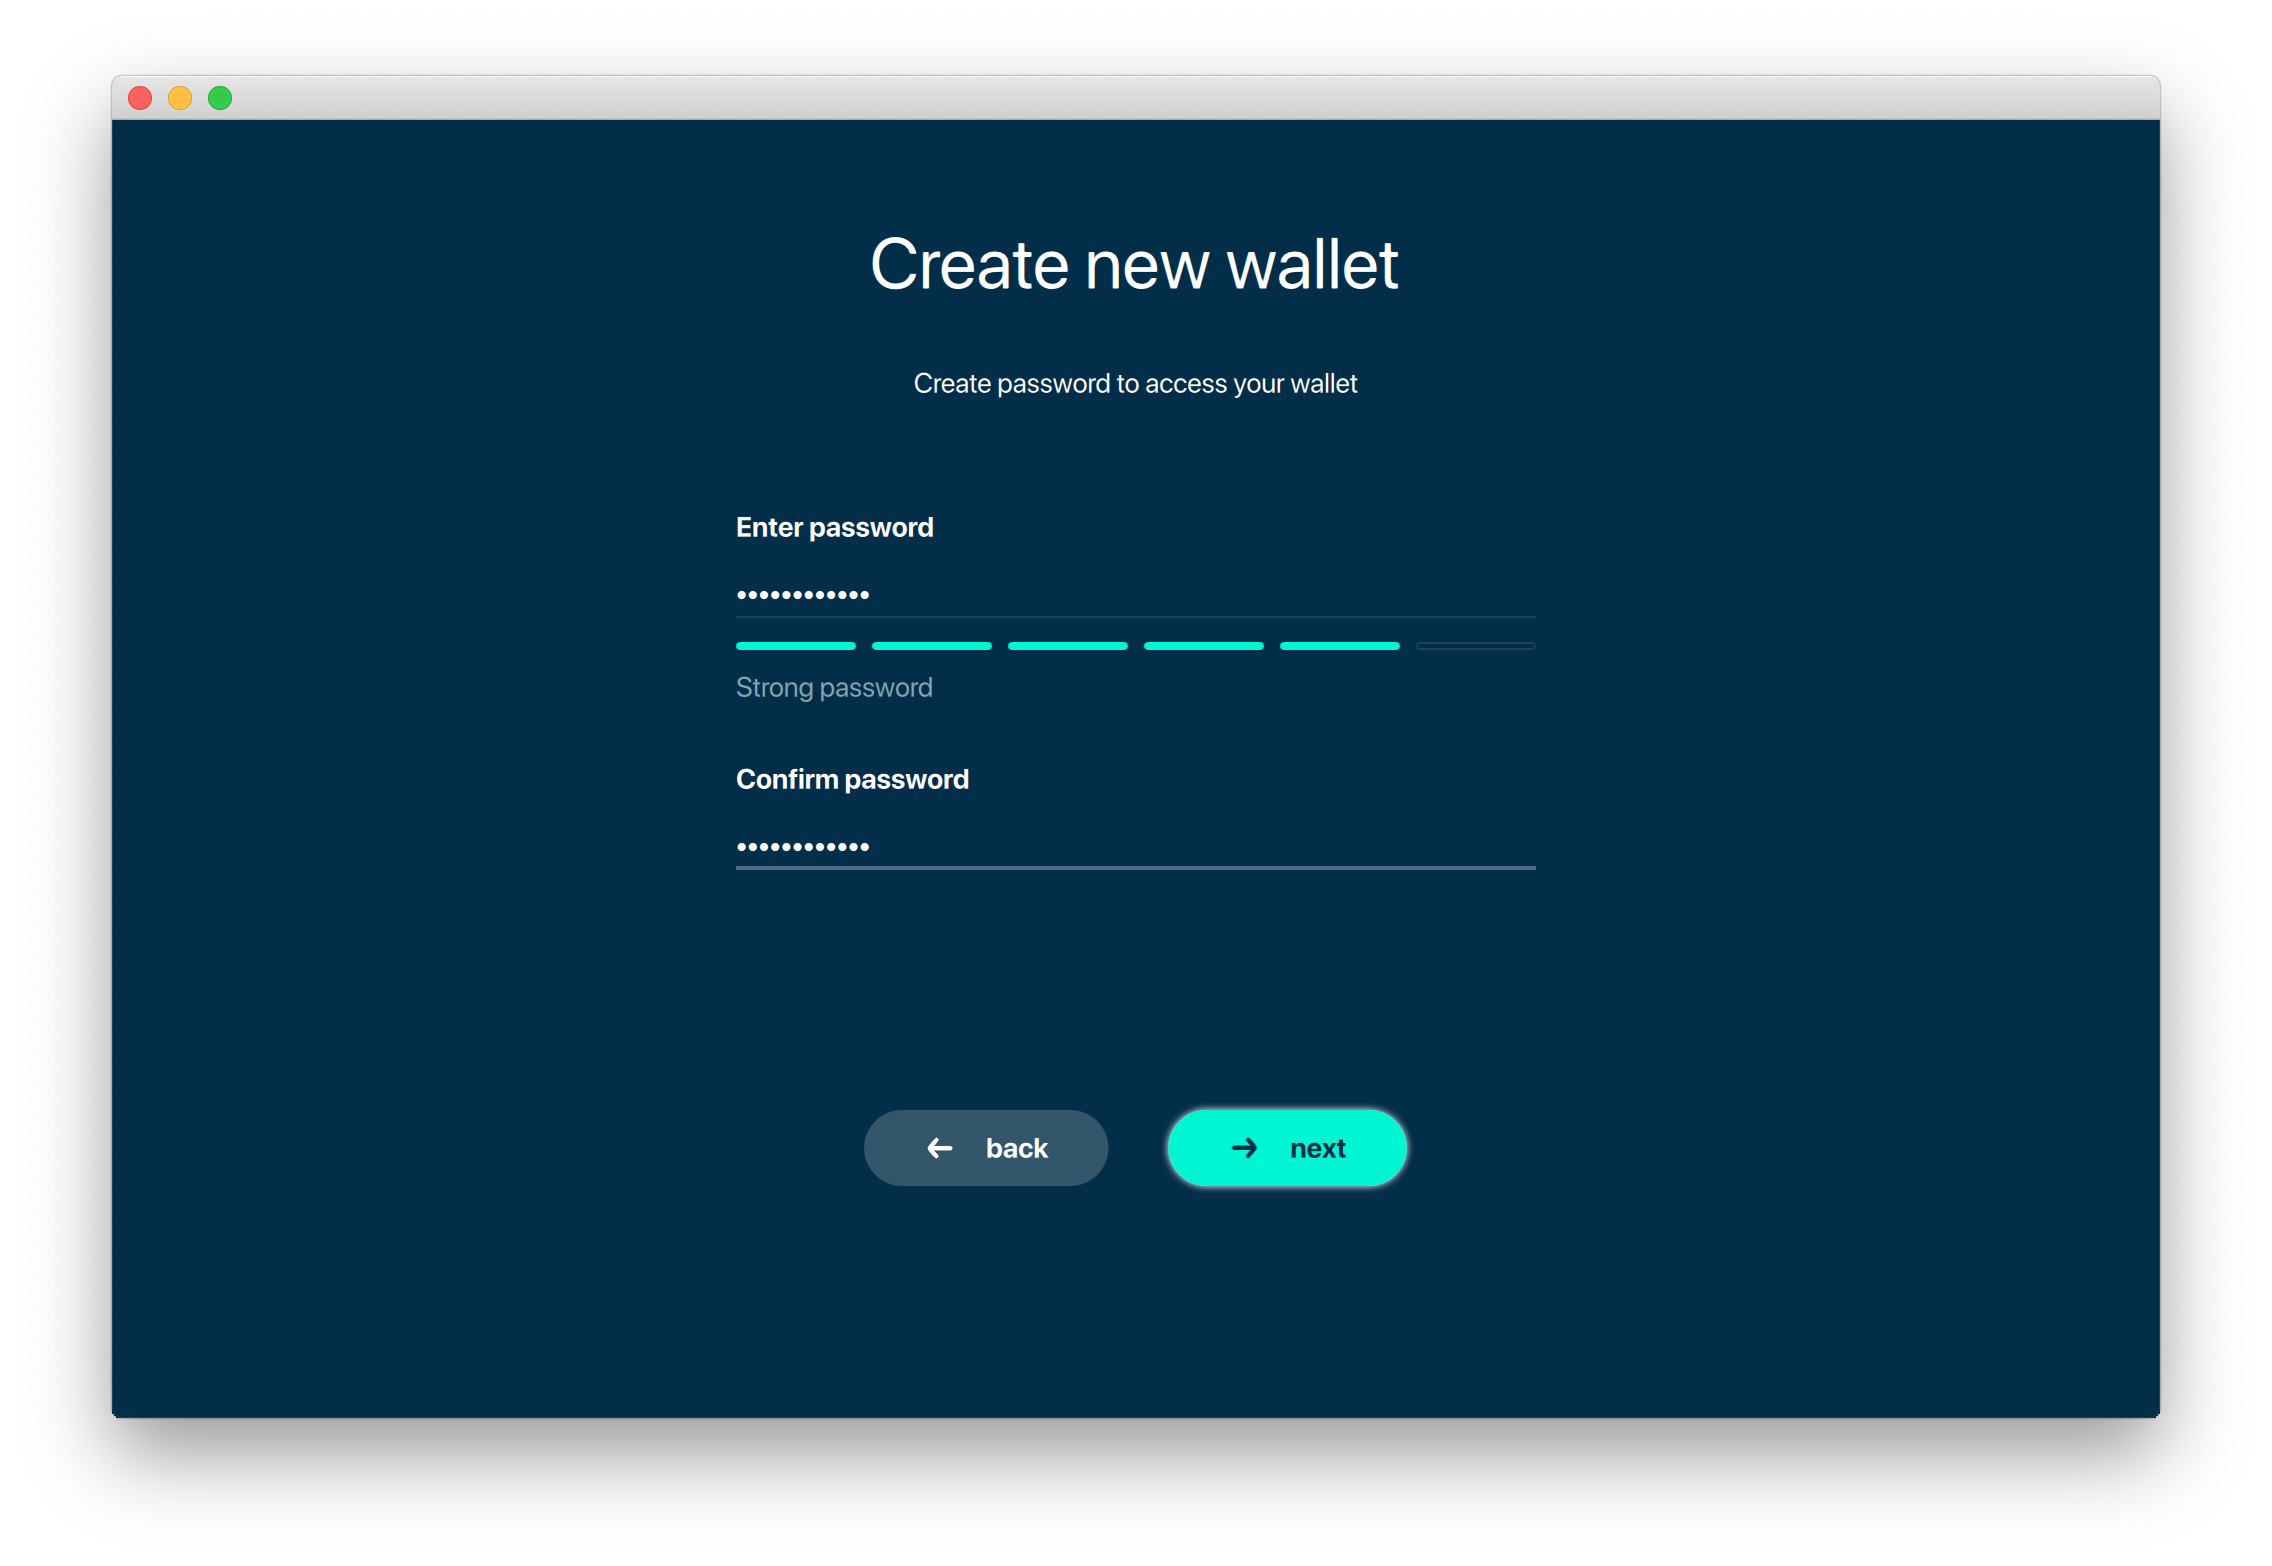 Create new wallet
Create password to access your wallet
Enter password
••••••••••••
Strong password
Confirm password
••••••••••••
back
next